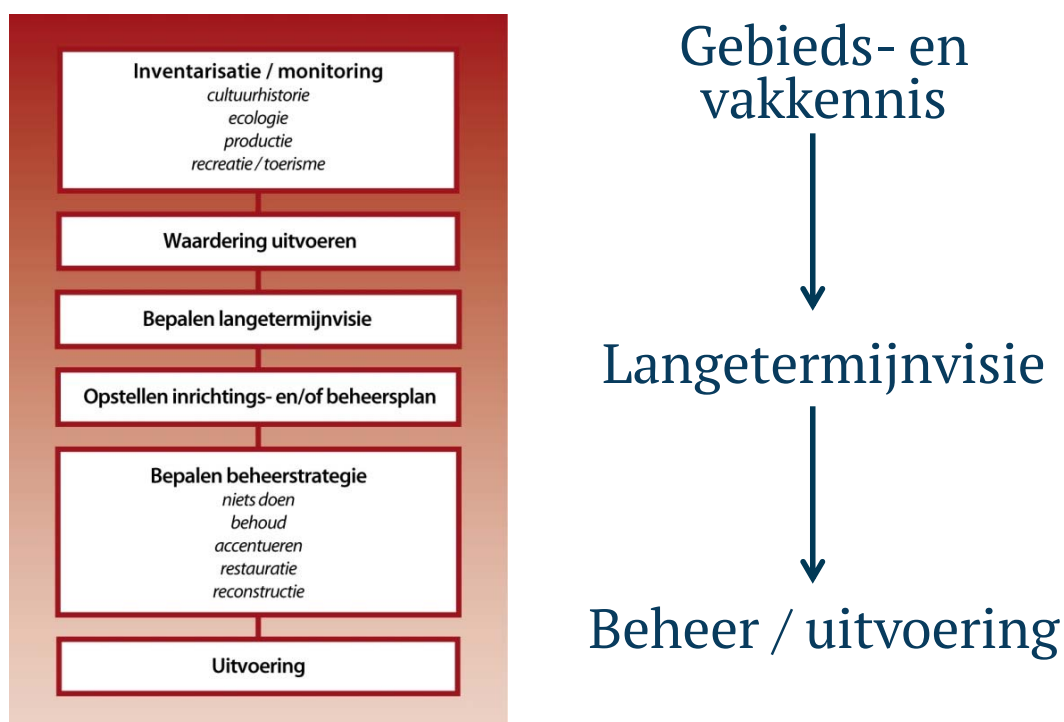 Inventarisatie / monitoring
cultuurhistorie
ecologie
productie
recreatie / toerisme
Waardering uitvoeren
Bepalen langetermijnvisie
Opstellen inrichtings- en/of beheersplan
Bepalen beheerstrategie
niets doen
behoud
accentueren
restauratie
reconstructie
Uitvoering
Gebieds- en
vakkennis
Langetermijnvisie
Beheer / uitvoering